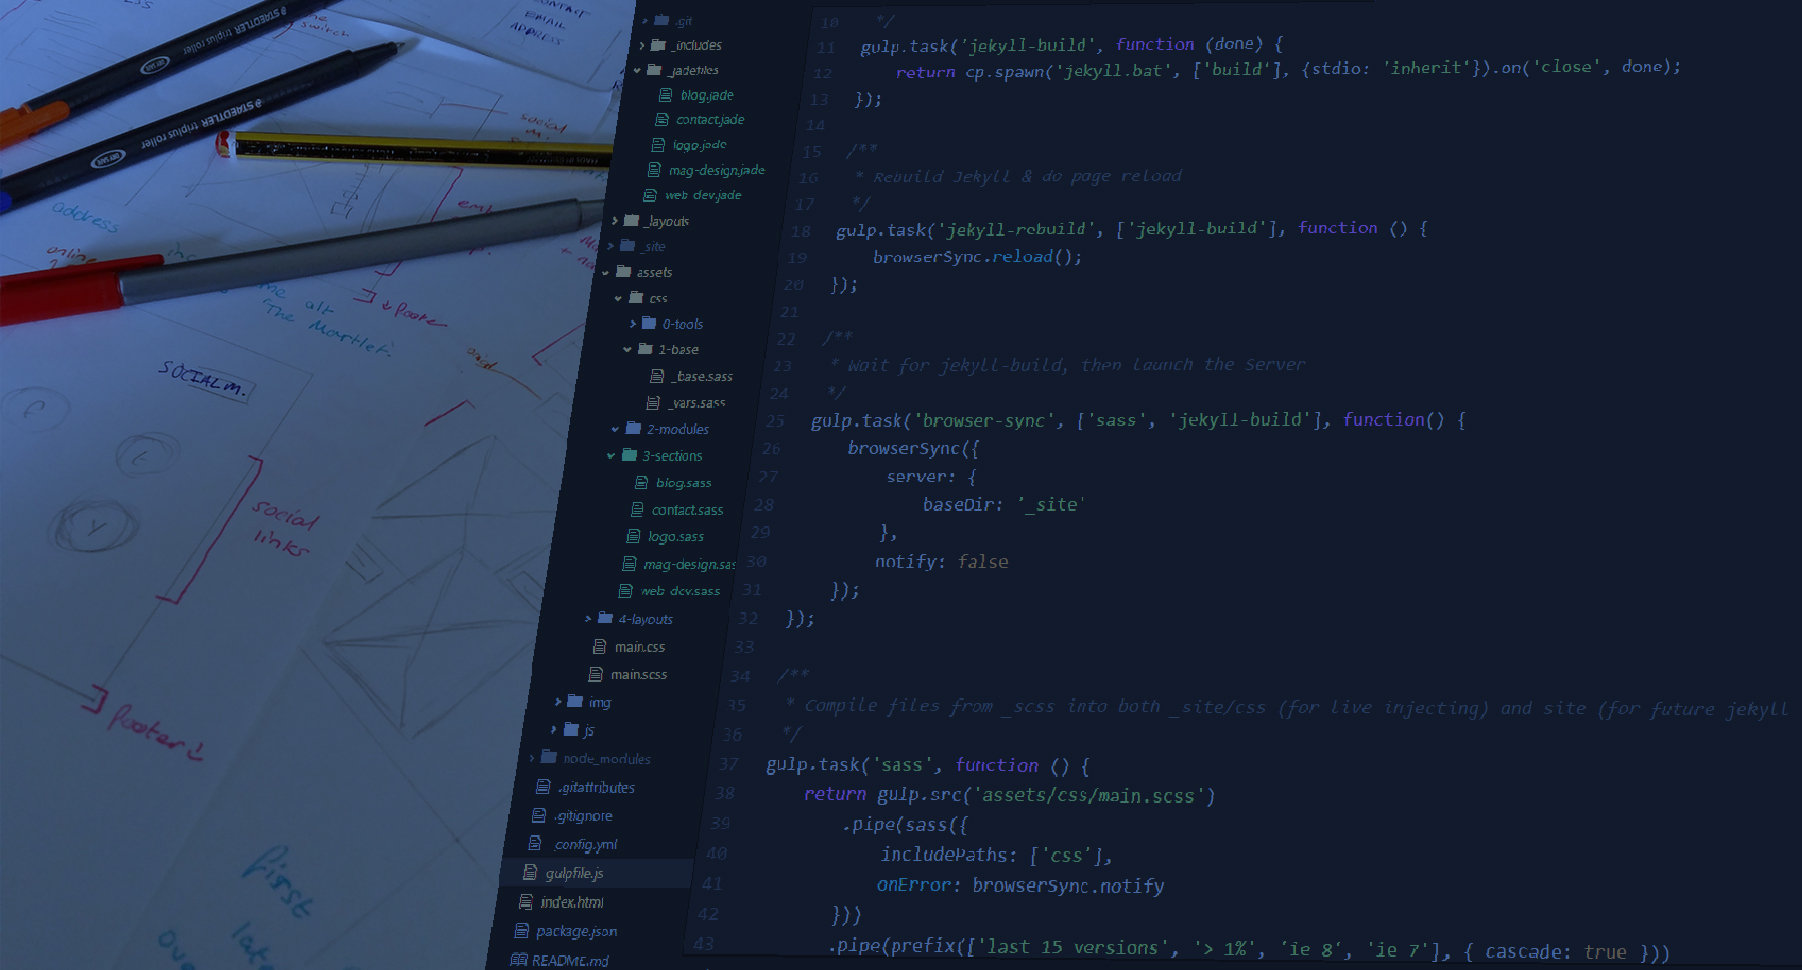 CONTACT
EMAIL
ADDRESS
switch
STAEDTLER triplus roller
STAEDTLER triplus roller
social
address
online
me alt
"The Martlet"
footer
SOCIAL M.
f
t
Y
social
links
footer
first
.git
_includes
_jadefiles
blog.jade
contact.jade
logo.jade
mag-design.jade
web-dev.jade
_layouts
_site
assets
css
0-tools
1-base
_base.sass
_vars.sass
2-modules
3-sections
blog.sass
contact.sass
logo.sass
mag-design.sas
web-dev.sass
4-layouts
main.css
main.scss
img
js
node_modules
.gitattributes
.gitignore
_config.yml
gulpfile.js
index.html
package.json
README.md
10 */
11 gulp.task('jekyll-build', function (done) {
12 return cp.spawn('jekyll.bat', ['build'], {stdio: 'inherit'}).on('close', done);
13 });
14
15 /**
16 * Rebuild Jekyll & do page reload
17 */
18 gulp.task('jekyll-rebuild', ['jekyll-build'], function () {
19 browserSync.reload();
20 });
21
22 /**
23 * Wait for jekyll-build, then launch the Server
24 */
25 gulp.task('browser-sync', ['sass', 'jekyll-build'], function() {
26 browserSync({
27 server: {
28 baseDir: '_site'
29 },
30 notify: false
31 });
32 });
33
34 /**
35 * Compile files from _scss into both _site/css (for live injecting) and site (for future jekyll
36 */
37 gulp.task('sass', function () {
38 return gulp.src('assets/css/main.scss')
39 .pipe(sass({
40 includePaths: ['css'],
41 onError: browserSync.notify
42 }))
43 .pipe(prefix(['last 15 versions', '> 1%', 'ie 8', 'ie 7'], { cascade: true }))